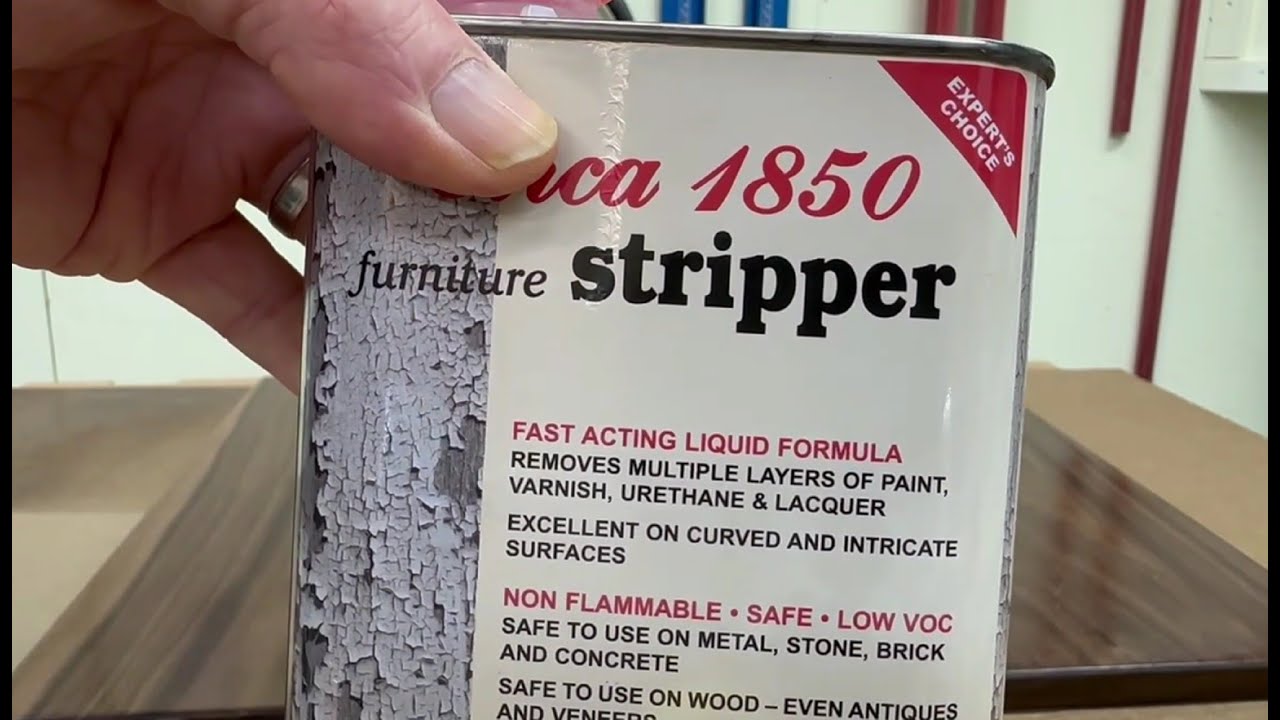 EXPERT'S
CHOICE
1850
furniture stripper
FAST ACTING LIQUID FORMULA
REMOVES MULTIPLE LAYERS OF PAINT,
VARNISH, URETHANE & LACQUER
EXCELLENT ON CURVED AND INTRICATE
SURFACES
NON FLAMMABLE • SAFE • LOW VOC
SAFE TO USE ON METAL, STONE, BRICK
AND CONCRETE
SAFE TO USE ON WOOD – EVEN ANTIQUES
AND VENEERS